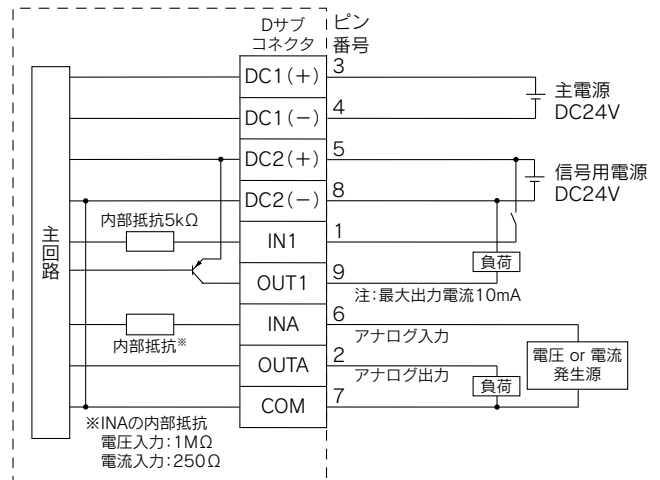 Dサブ
コネクタ
ピン
番号
DC1(+)
3
DC1(−)
4
主電源
DC24V
DC2(+)
5
DC2(−)
8
信号用電源
DC24V
内部抵抗5kΩ
IN1
1
主回路
OUT1
9
負荷
注:最大出力電流10mA
INA
6
アナログ入力
内部抵抗※
OUTA
2
アナログ出力
電圧 or 電流
発生源
負荷
COM
7
※INAの内部抵抗
電圧入力:1MΩ
電流入力:250Ω